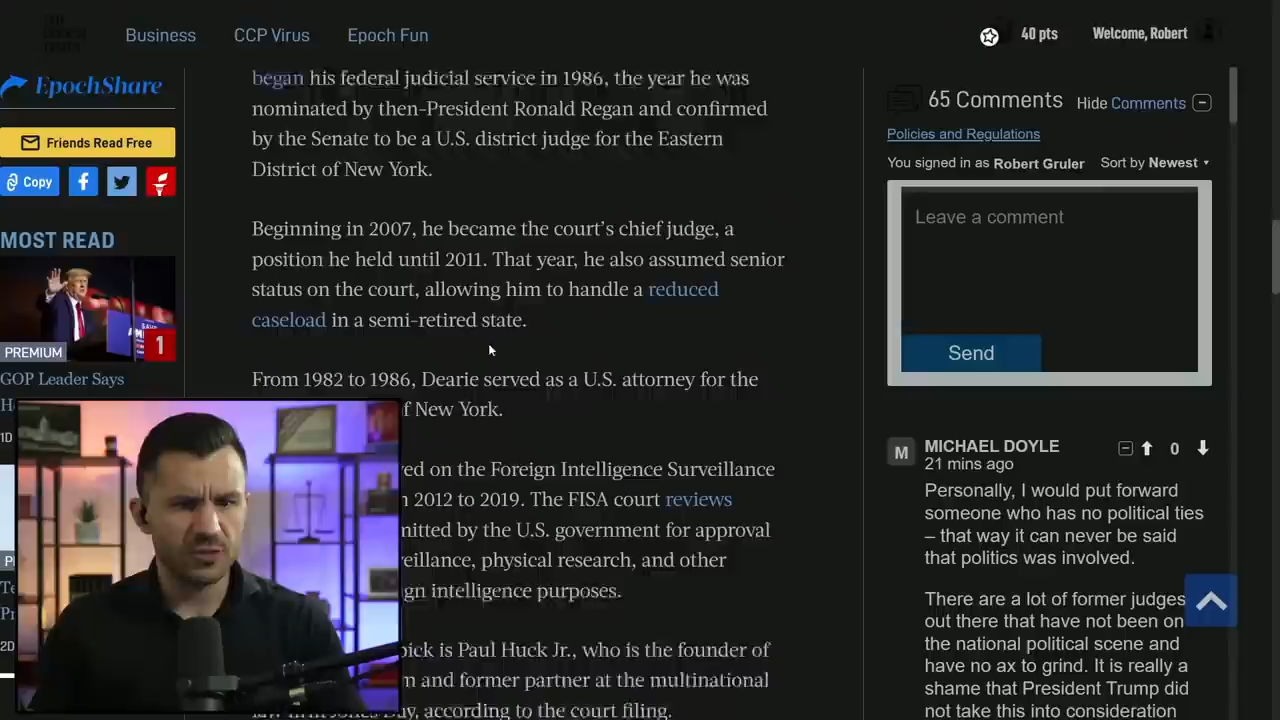 Business
CCP Virus
Epoch Fun
40 pts
Welcome, Robert
EpochShare
Friends Read Free
Copy
MOST READ
PREMIUM
1
GOP Leader Says
1D
2D
began his federal judicial service in 1986, the year he was
nominated by then-President Ronald Regan and confirmed
by the Senate to be a U.S. district judge for the Eastern
District of New York.
Beginning in 2007, he became the court’s chief judge, a
position he held until 2011. That year, he also assumed senior
status on the court, allowing him to handle a reduced
caseload in a semi-retired state.
From 1982 to 1986, Dearie served as a U.S. attorney for the
f New York.
ved on the Foreign Intelligence Surveillance
2012 to 2019. The FISA court reviews
mitted by the U.S. government for approval
veillance, physical research, and other
gn intelligence purposes.
pick is Paul Huck Jr., who is the founder of
and former partner at the multinational
law firm Jones Day, according to the court filing.
65 Comments
Hide Comments
Policies and Regulations
You signed in as Robert Gruler
Sort by Newest
Leave a comment
Send
M
MICHAEL DOYLE
0
21 mins ago
Personally, I would put forward
someone who has no political ties
– that way it can never be said
that politics was involved.
There are a lot of former judges
out there that have not been on
the national political scene and
have no ax to grind. It is really a
shame that President Trump did
not take this into consideration